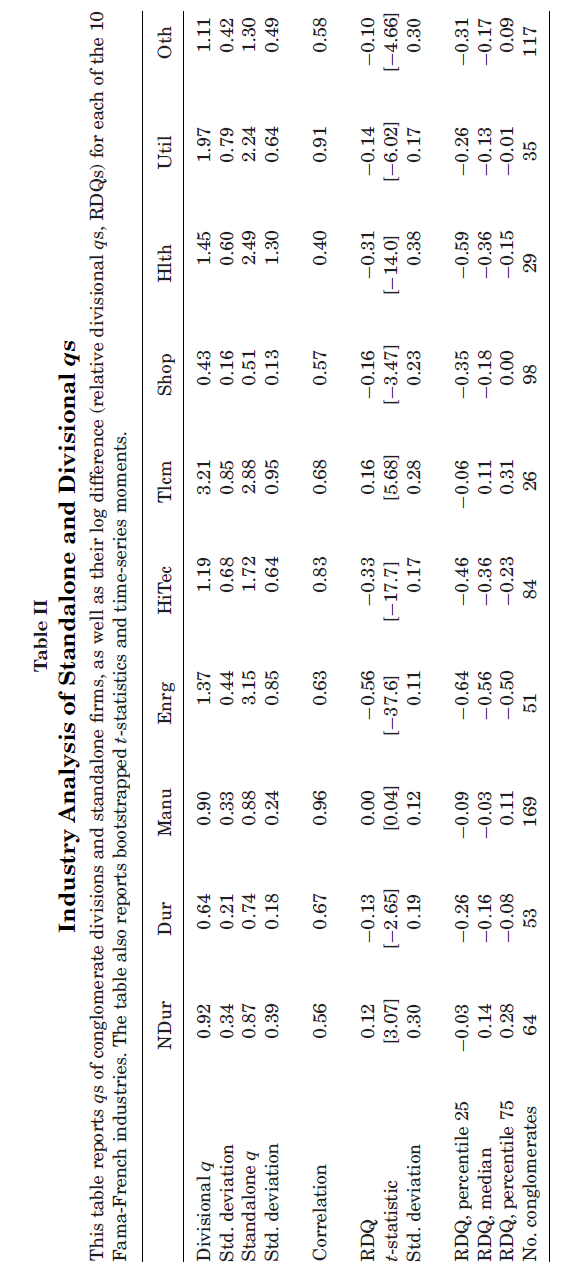 Table II
Industry Analysis of Standalone and Divisional qs
This table reports qs of conglomerate divisions and standalone firms, as well as their log difference (relative divisional qs, RDQs) for each of the 10
Fama-French industries. The table also reports bootstrapped t-statistics and time-series moments.
NDur Dur Manu Enrg HiTec Tlcm Shop Hlth Util Oth
Divisional q 0.92 0.64 0.90 1.37 1.19 3.21 0.43 1.45 1.97 1.11
Std. deviation 0.34 0.21 0.33 0.44 0.68 0.85 0.16 0.60 0.79 0.42
Standalone q 0.87 0.74 0.88 3.15 1.72 2.88 0.51 2.49 2.24 1.30
Std. deviation 0.39 0.18 0.24 0.85 0.64 0.95 0.13 1.30 0.64 0.49
Correlation 0.56 0.67 0.96 0.63 0.83 0.68 0.57 0.40 0.91 0.58
RDQ 0.12 −0.13 0.00 −0.56 −0.33 0.16 −0.16 −0.31 −0.14 −0.10
t-statistic [3.07] [−2.65] [0.04] [−37.6] [−17.7] [5.68] [−3.47] [−14.0] [−6.02] [−4.66]
Std. deviation 0.30 0.19 0.12 0.11 0.17 0.28 0.23 0.38 0.17 0.30
RDQ, percentile 25 −0.03 −0.26 −0.09 −0.64 −0.46 −0.06 −0.35 −0.59 −0.26 −0.31
RDQ, median 0.14 −0.16 −0.03 −0.56 −0.36 0.11 −0.18 −0.36 −0.13 −0.17
RDQ, percentile 75 0.28 −0.08 0.11 −0.50 −0.23 0.31 0.00 −0.15 −0.01 0.09
No. conglomerates 64 53 169 51 84 26 98 29 35 117